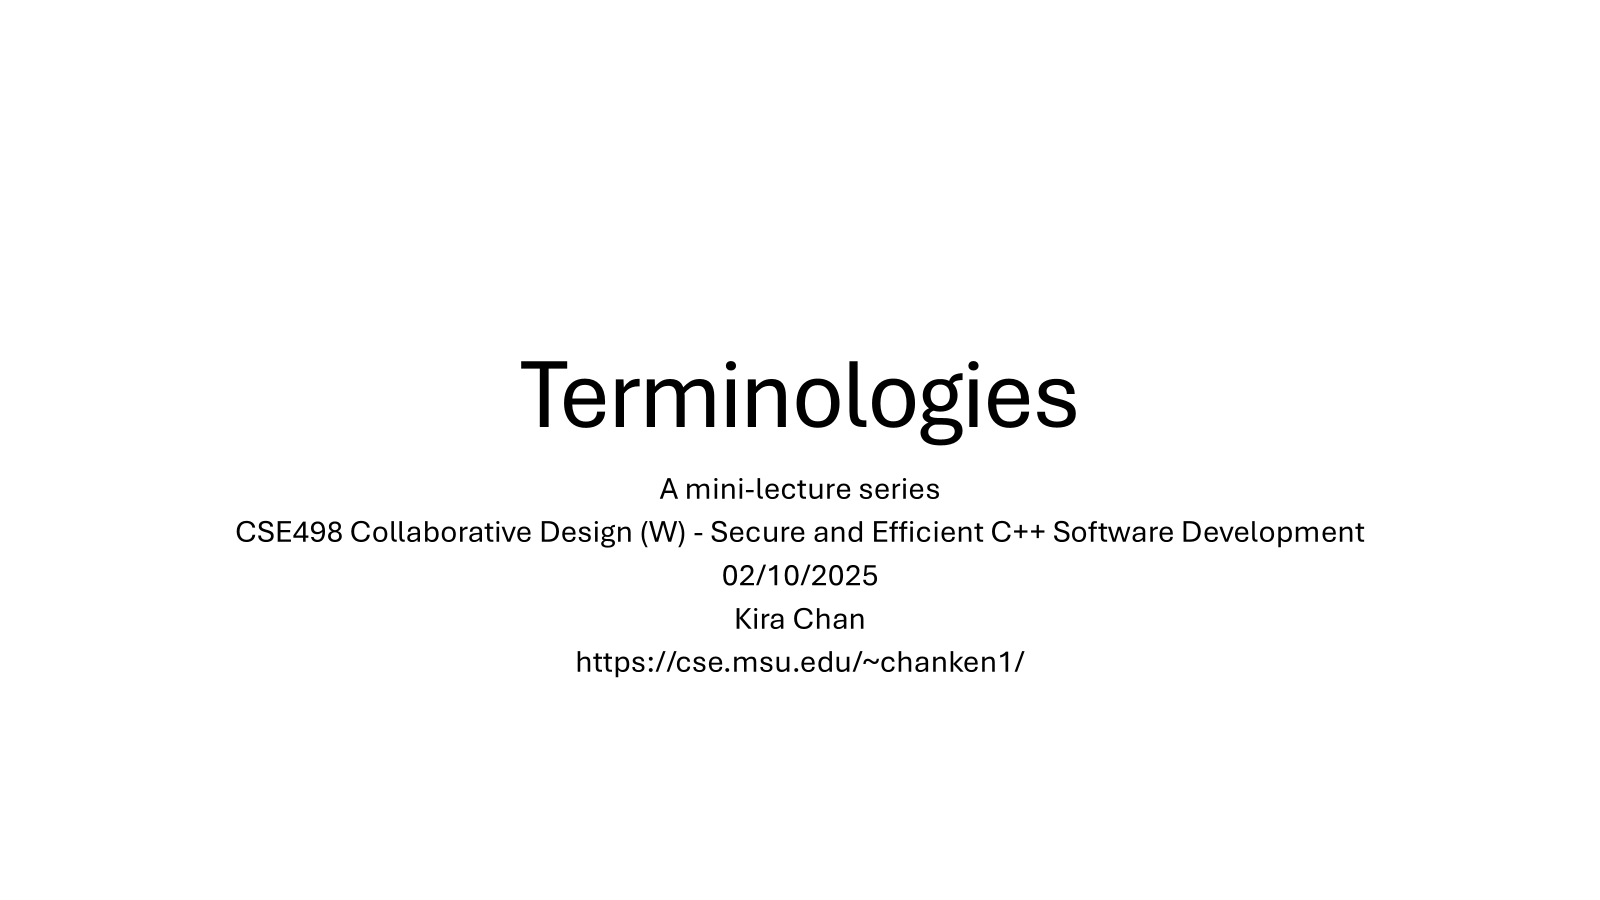 Terminologies
A mini-lecture series
CSE498 Collaborative Design (W) - Secure and Efficient C++ Software Development
02/10/2025
Kira Chan
https://cse.msu.edu/~chanken1/